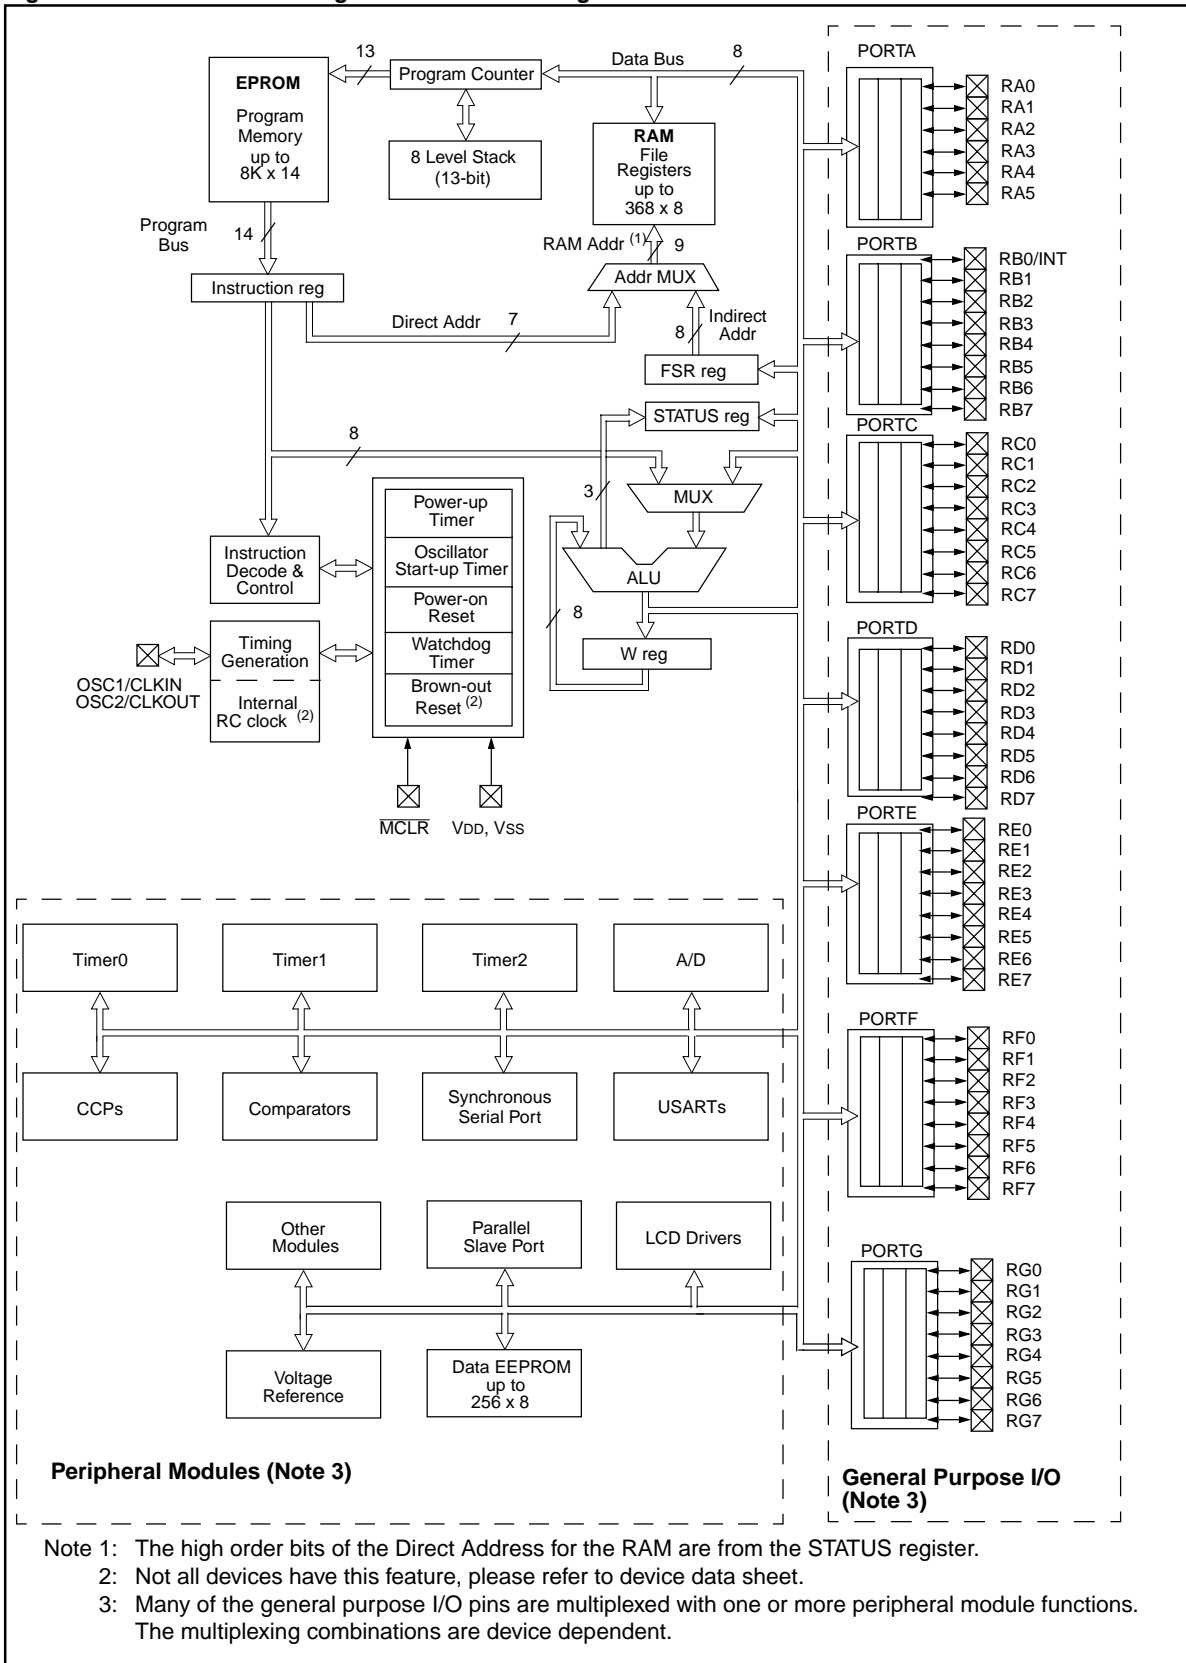 13
Data Bus
8
EPROM
Program
Memory
up to
8K x 14
Program Counter
8 Level Stack
(13-bit)
RAM
File
Registers
up to
368 x 8
Program
Bus
14
RAM Addr (1)
9
Addr MUX
Instruction reg
Direct Addr
7
8
Indirect
Addr
FSR reg
STATUS reg
8
3
MUX
Power-up
Timer
Oscillator
Start-up Timer
Power-on
Reset
Watchdog
Timer
Brown-out
Reset (2)
Instruction
Decode &
Control
ALU
8
W reg
Timing
Generation
Internal
RC clock (2)
OSC1/CLKIN
OSC2/CLKOUT
MCLR
VDD, VSS
PORTA
RA0
RA1
RA2
RA3
RA4
RA5
PORTB
RB0/INT
RB1
RB2
RB3
RB4
RB5
RB6
RB7
PORTC
RC0
RC1
RC2
RC3
RC4
RC5
RC6
RC7
PORTD
RD0
RD1
RD2
RD3
RD4
RD5
RD6
RD7
PORTE
RE0
RE1
RE2
RE3
RE4
RE5
RE6
RE7
PORTF
RF0
RF1
RF2
RF3
RF4
RF5
RF6
RF7
PORTG
RG0
RG1
RG2
RG3
RG4
RG5
RG6
RG7
General Purpose I/O
(Note 3)
Timer0
Timer1
Timer2
A/D
CCPs
Comparators
Synchronous
Serial Port
USARTs
Other
Modules
Parallel
Slave Port
LCD Drivers
Voltage
Reference
Data EEPROM
up to
256 x 8
Peripheral Modules (Note 3)
Note 1: The high order bits of the Direct Address for the RAM are from the STATUS register.
2: Not all devices have this feature, please refer to device data sheet.
3: Many of the general purpose I/O pins are multiplexed with one or more peripheral module functions.
The multiplexing combinations are device dependent.